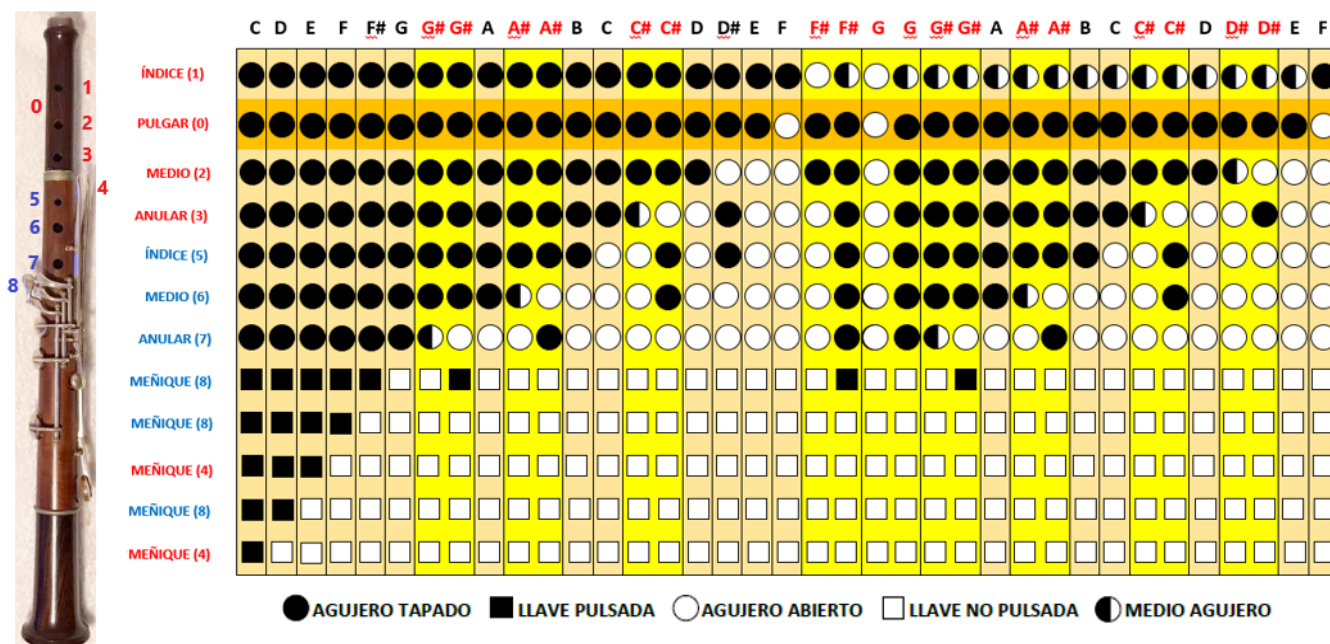 C D E F F# G G# G# A A# A# B C C# C# D D# E F F# F# G G G# G# A A# A# B C C# C# D D# D# E F
ÍNDICE (1)
PULGAR (0)
MEDIO (2)
ANULAR (3)
ÍNDICE (5)
MEDIO (6)
ANULAR (7)
MEÑIQUE (8)
MEÑIQUE (8)
MEÑIQUE (4)
MEÑIQUE (8)
MEÑIQUE (4)
0
1
2
3
4
5
6
7
8
AGUJERO TAPADO LLAVE PULSADA AGUJERO ABIERTO LLAVE NO PULSADA MEDIO AGUJERO